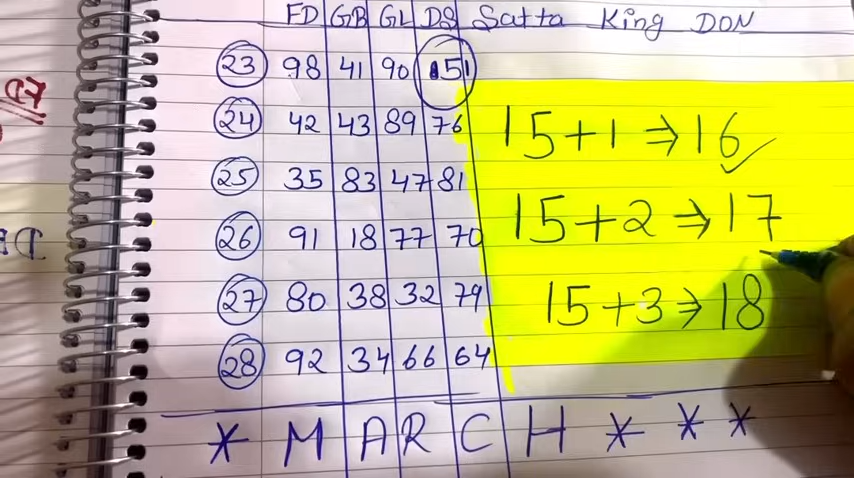 FD GB GL DS Satta King DON
23 98 41 90 15
24 42 43 89 76
25 35 83 47 81
26 91 18 77 70
27 80 38 32 79
28 92 34 66 64
15+1⇒16 ✓
15+2⇒17
15+3⇒18
* M A R C H * * *